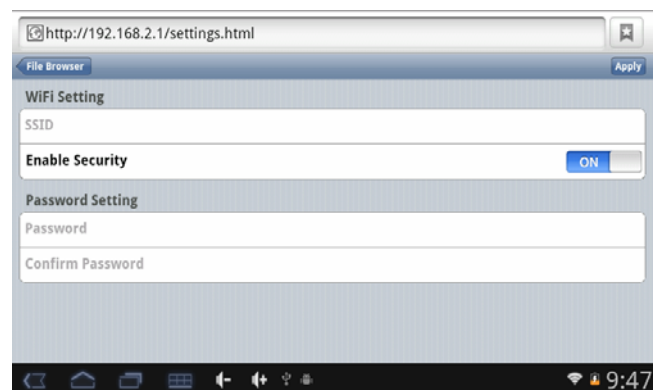 http://192.168.2.1/settings.html
File Browser
Apply
WiFi Setting
SSID
Enable Security
ON
Password Setting
Password
Confirm Password
9:47